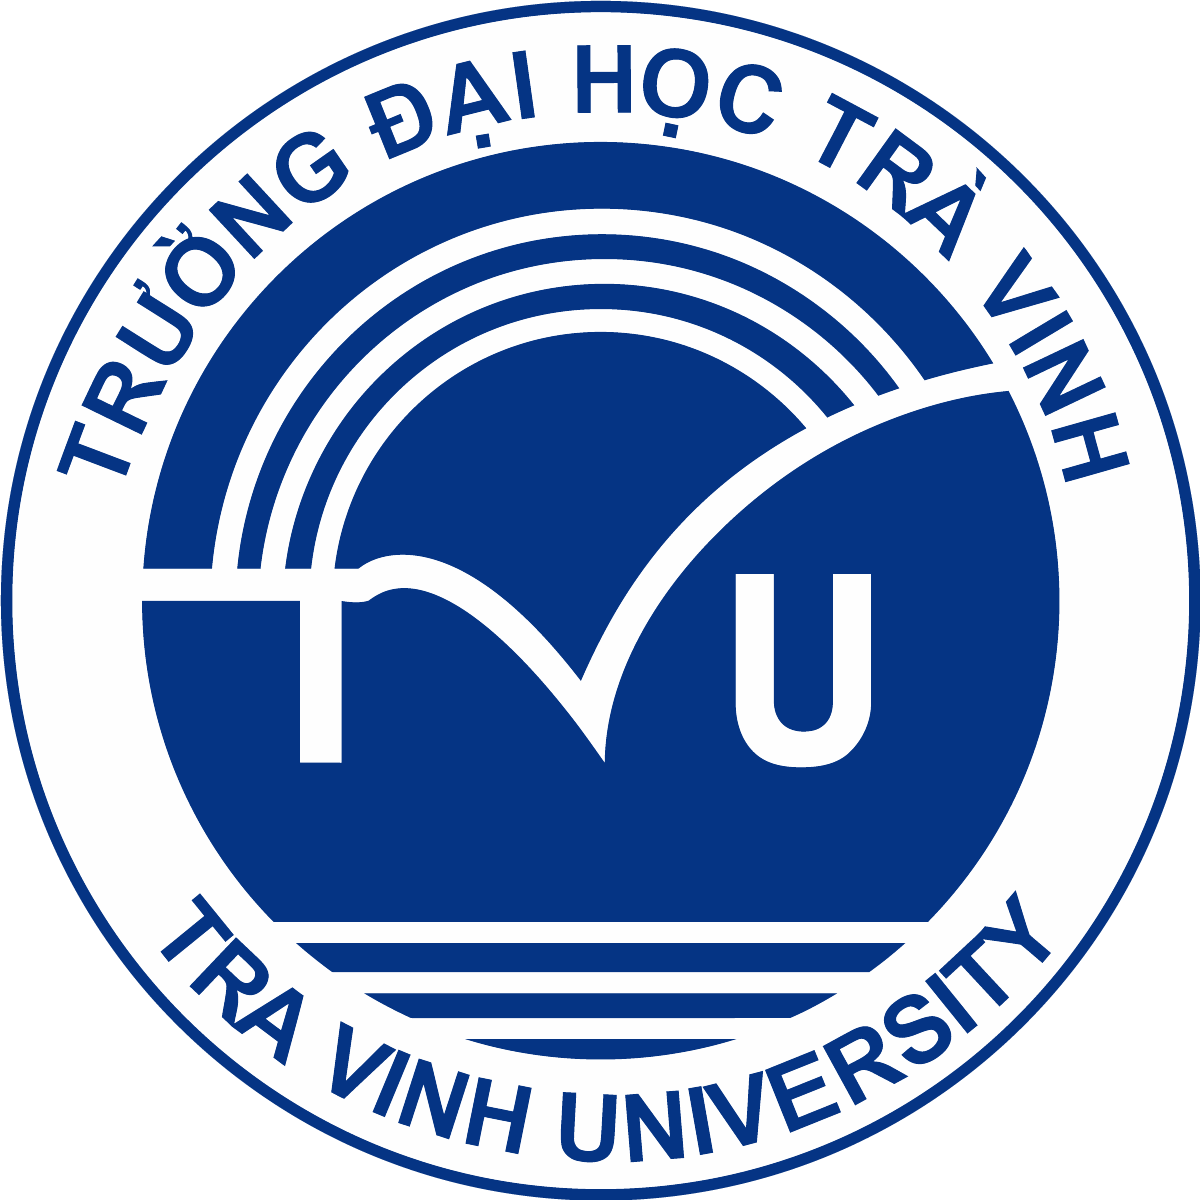 TRƯỜNG ĐẠI HỌC TRÀ VINH
TVU
TRA VINH UNIVERSITY